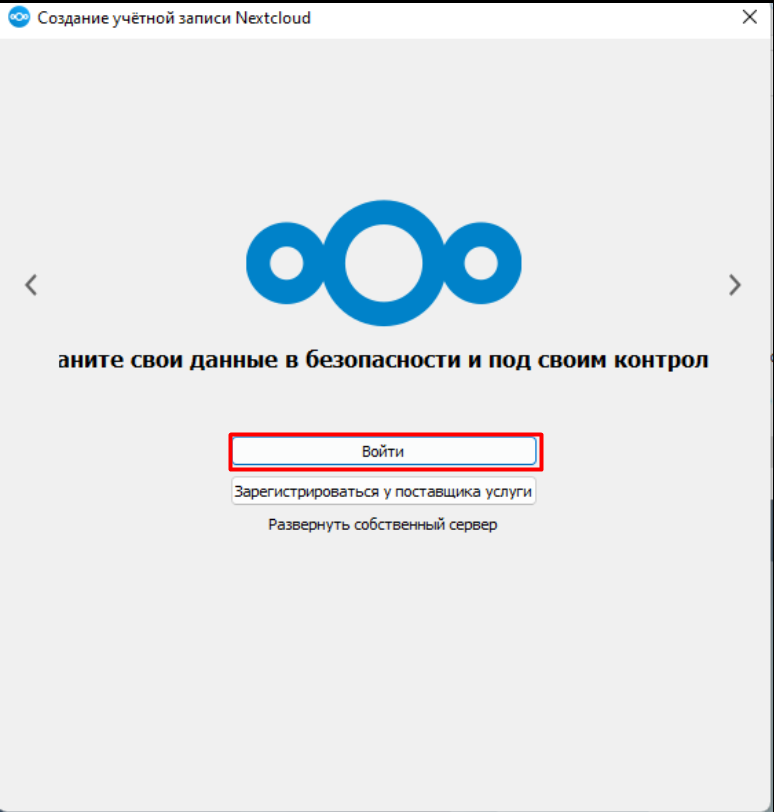 Создание учётной записи Nextcloud
аните свои данные в безопасности и под своим контрол
Войти
Зарегистрироваться у поставщика услуги
Развернуть собственный сервер